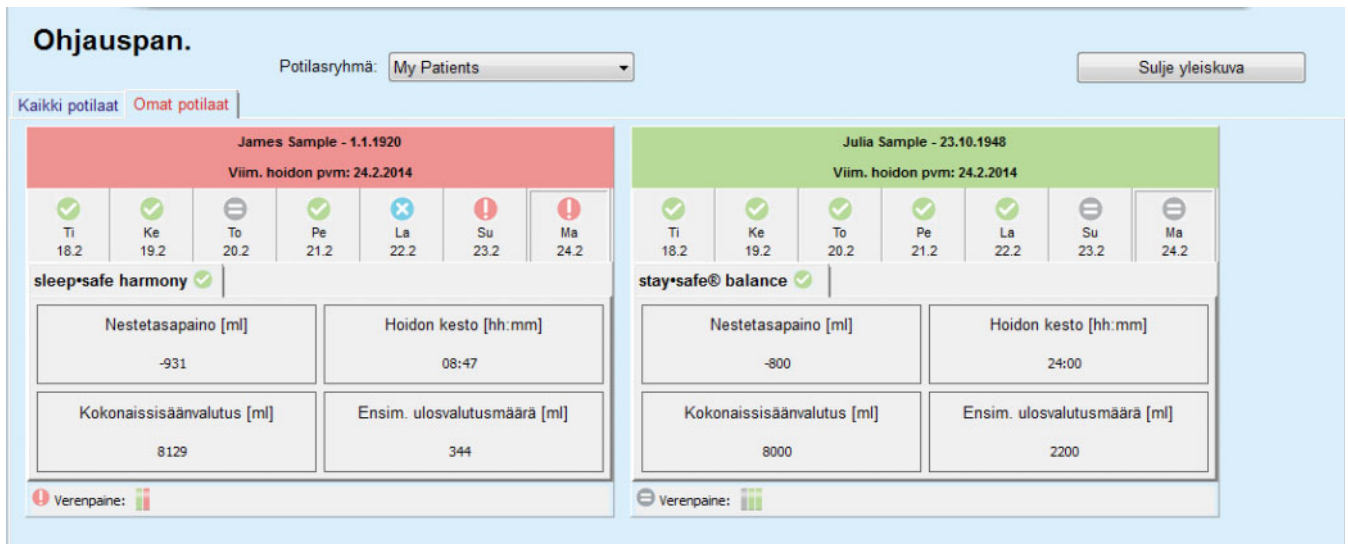 Ohjauspan.
Potilasryhmä: My Patients
Sulje yleiskuva
Kaikki potilaat Omat potilaat
James Sample - 1.1.1920
Viim. hoidon pvm: 24.2.2014
Ti Ke To Pe La Su Ma
18.2 19.2 20.2 21.2 22.2 23.2 24.2
sleep•safe harmony
Nestetasapaino [ml] Hoidon kesto [hh:mm]
-931 08:47
Kokonaissisäänvalutus [ml] Ensim. ulosvalutusmäärä [ml]
8129 344
Verenpaine:
Julia Sample - 23.10.1948
Viim. hoidon pvm: 24.2.2014
Ti Ke To Pe La Su Ma
18.2 19.2 20.2 21.2 22.2 23.2 24.2
stay•safe® balance
Nestetasapaino [ml] Hoidon kesto [hh:mm]
-800 24:00
Kokonaissisäänvalutus [ml] Ensim. ulosvalutusmäärä [ml]
8000 2200
Verenpaine: